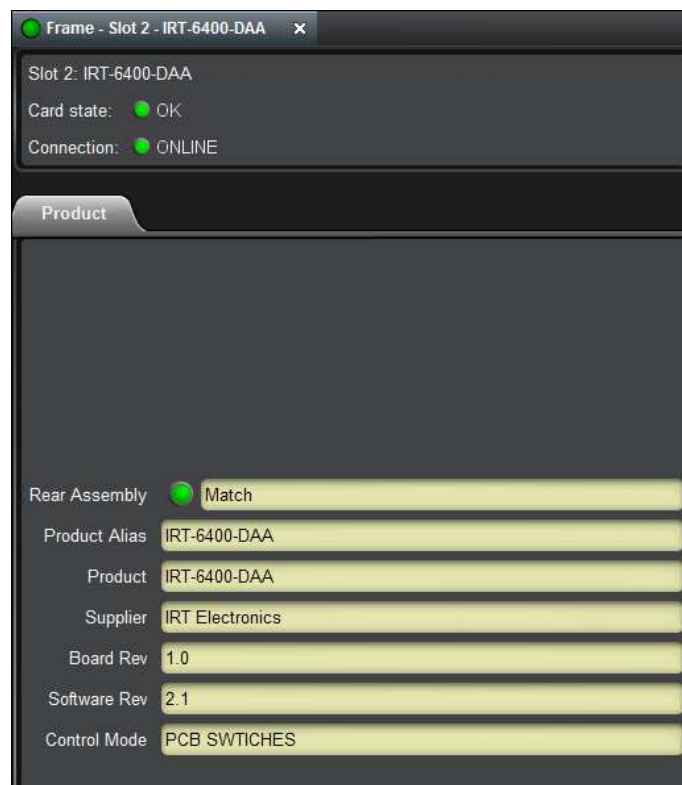 Frame - Slot 2 - IRT-6400-DAA x
Slot 2: IRT-6400-DAA
Card state: OK
Connection: ONLINE
Product
Rear Assembly Match
Product Alias IRT-6400-DAA
Product IRT-6400-DAA
Supplier IRT Electronics
Board Rev 1.0
Software Rev 2.1
Control Mode PCB SWTICHES